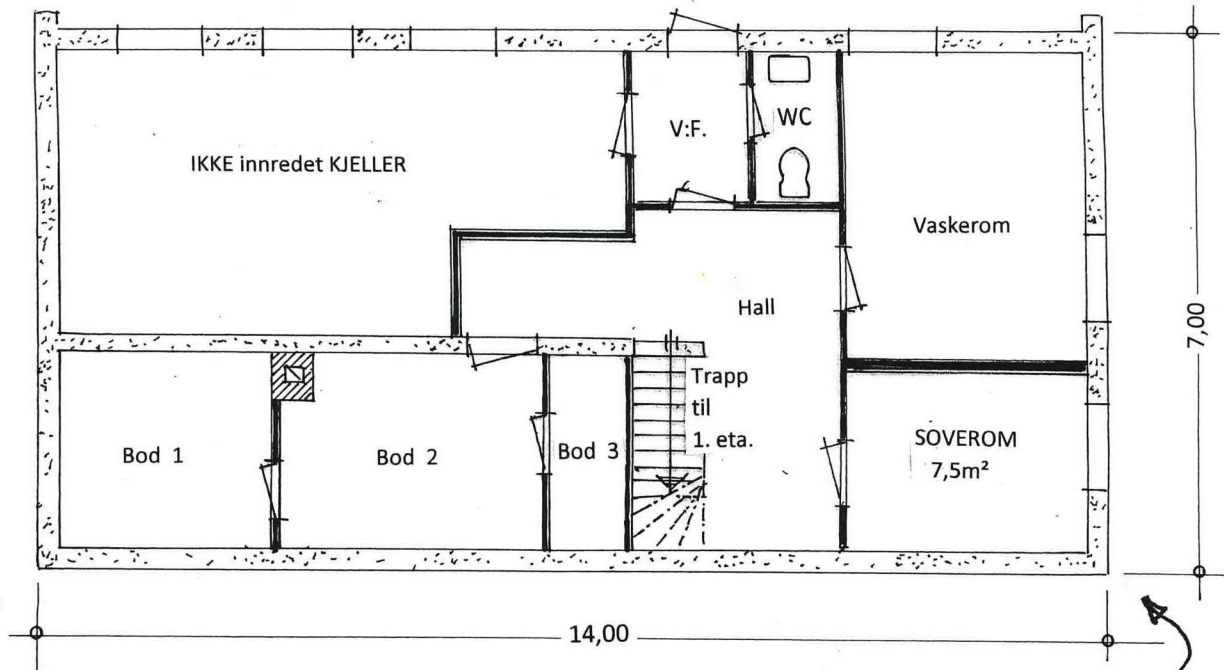 V:F.
WC
IKKE innredet KJELLER
Vaskerom
Hall
7,00
Trapp
til
1. eta.
Bod 1
Bod 2
Bod 3
SOVEROM
7,5m²
14,00